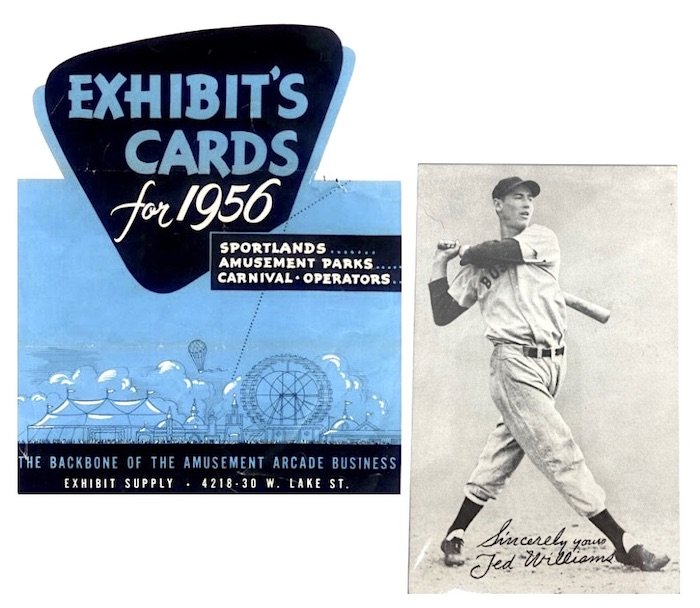 EXHIBIT'S
CARDS
for 1956
SPORTLANDS........
AMUSEMENT PARKS....
CARNIVAL • OPERATORS..
THE BACKBONE OF THE AMUSEMENT ARCADE BUSINESS
EXHIBIT SUPPLY • 4218-30 W. LAKE ST.
BOS
Sincerely yours
Ted Williams